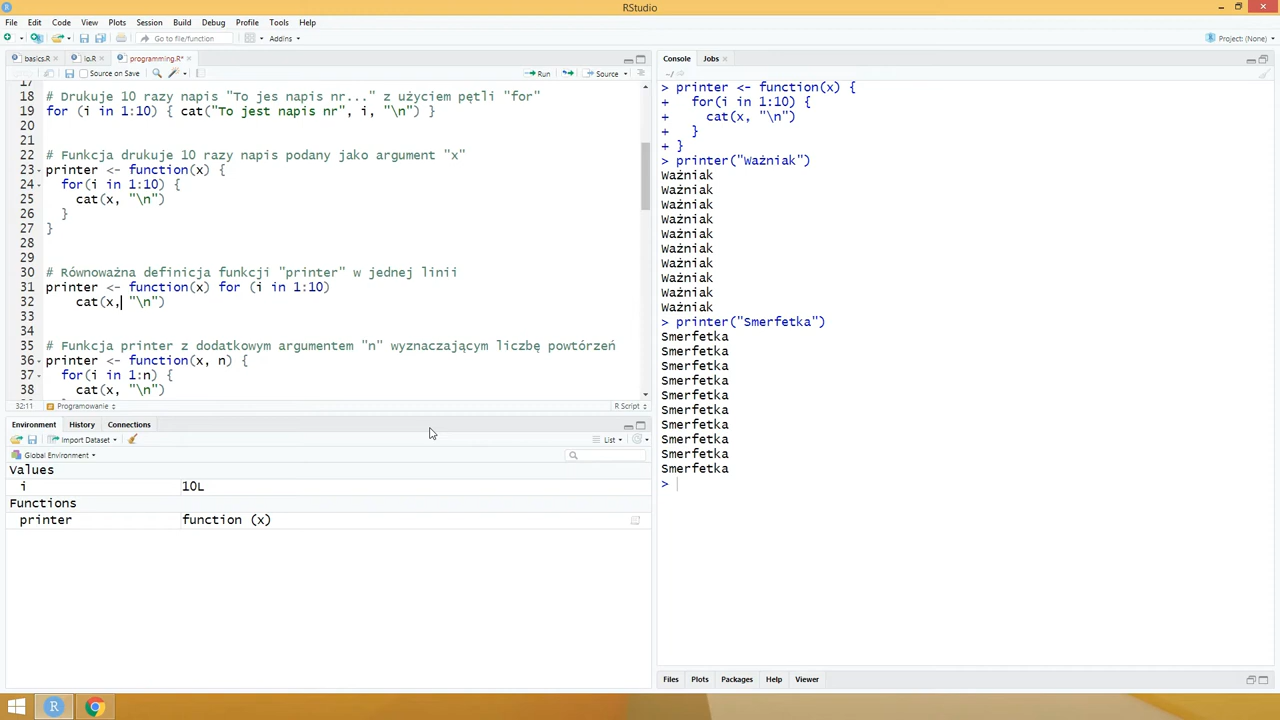 RStudio
File Edit Code View Plots Session Build Debug Profile Tools Help
Go to file/function Addins Project: (None)
basics.R io.R programming.R*
Source on Save Run Source
17
18 # Drukuje 10 razy napis "To jes napis nr..." z użyciem pętli "for"
19 for (i in 1:10) { cat("To jest napis nr", i, "\n") }
20
21
22 # Funkcja drukuje 10 razy napis podany jako argument "x"
23 printer <- function(x) {
24 for(i in 1:10) {
25 cat(x, "\n")
26 }
27 }
28
29
30 # Równoważna definicja funkcji "printer" w jednej linii
31 printer <- function(x) for (i in 1:10)
32 cat(x, "\n")
33
34
35 # Funkcja printer z dodatkowym argumentem "n" wyznaczającym liczbę powtórzeń
36 printer <- function(x, n) {
37 for(i in 1:n) {
38 cat(x, "\n")
32:11 Programowanie R Script
Environment History Connections
Import Dataset List
Global Environment
Values
i 10L
Functions
printer function (x)
Console Jobs
~/
> printer <- function(x) {
+ for(i in 1:10) {
+ cat(x, "\n")
+ }
+ }
> printer("Ważniak")
Ważniak
Ważniak
Ważniak
Ważniak
Ważniak
Ważniak
Ważniak
Ważniak
Ważniak
Ważniak
> printer("Smerfetka")
Smerfetka
Smerfetka
Smerfetka
Smerfetka
Smerfetka
Smerfetka
Smerfetka
Smerfetka
Smerfetka
Smerfetka
>
Files Plots Packages Help Viewer